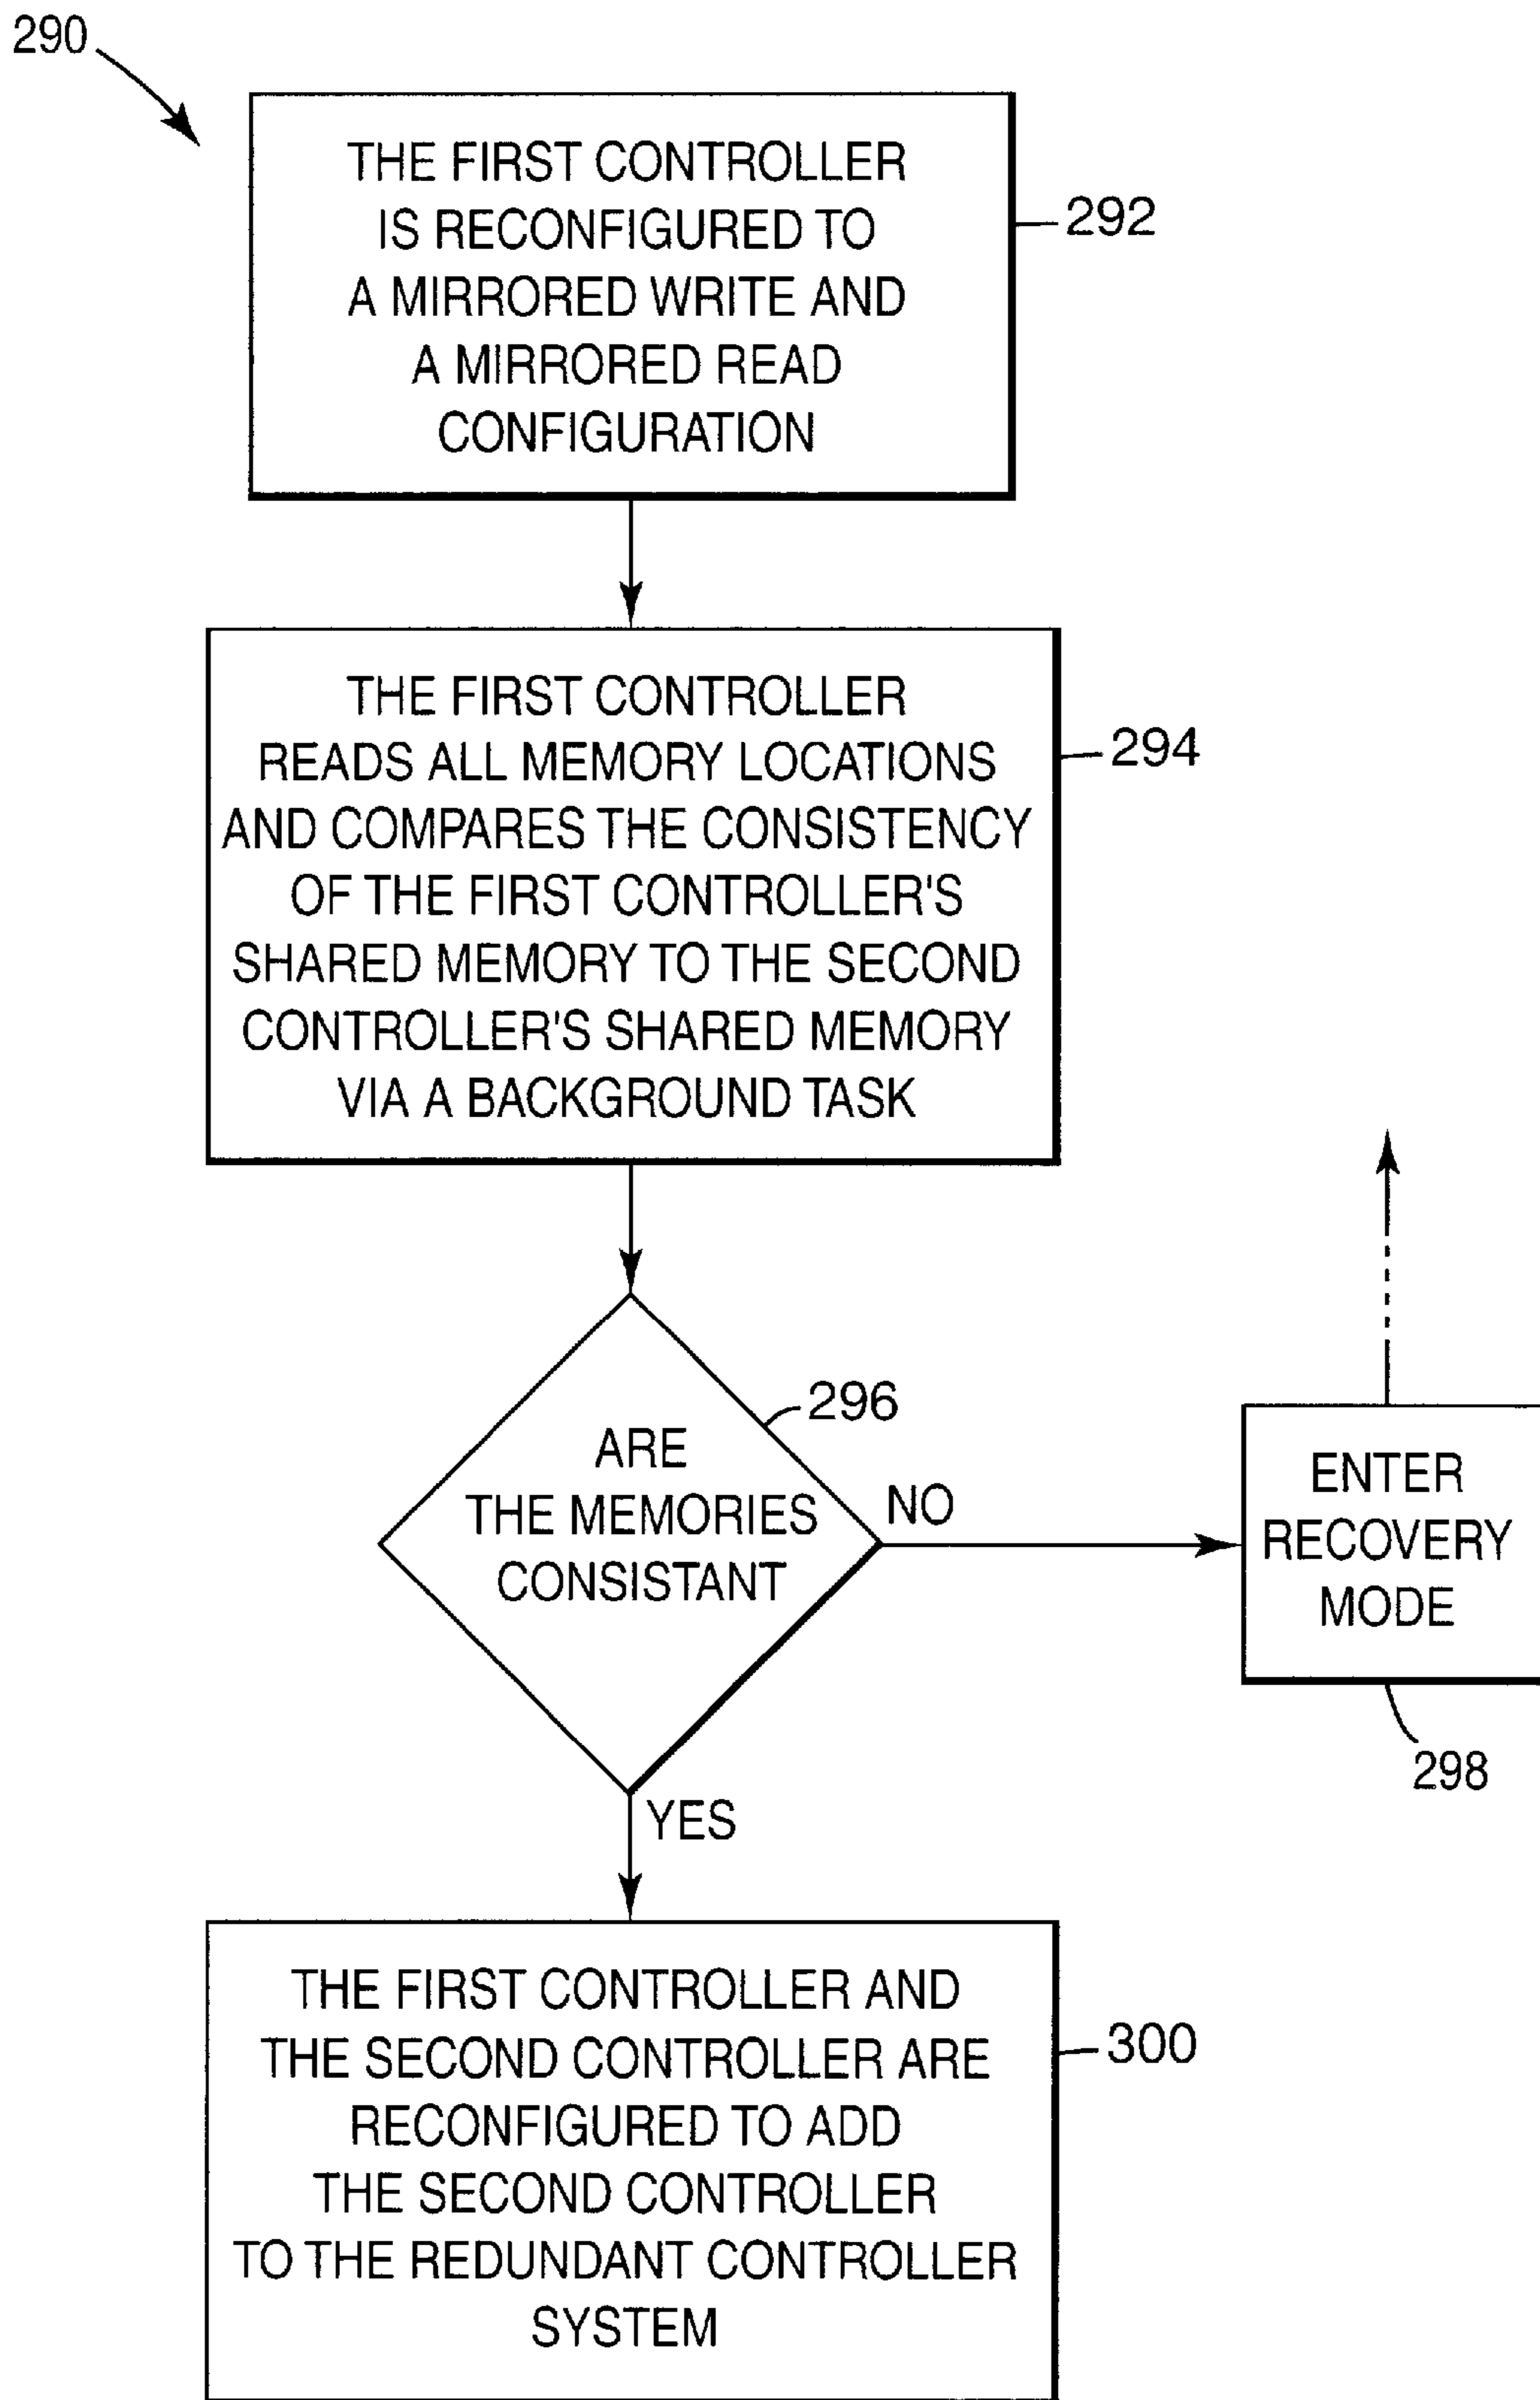 290
THE FIRST CONTROLLER
IS RECONFIGURED TO
A MIRRORED WRITE AND
A MIRRORED READ
CONFIGURATION
292
THE FIRST CONTROLLER
READS ALL MEMORY LOCATIONS
AND COMPARES THE CONSISTENCY
OF THE FIRST CONTROLLER'S
SHARED MEMORY TO THE SECOND
CONTROLLER'S SHARED MEMORY
VIA A BACKGROUND TASK
294
ARE
THE MEMORIES
CONSISTANT
296
NO
ENTER
RECOVERY
MODE
298
YES
THE FIRST CONTROLLER AND
THE SECOND CONTROLLER ARE
RECONFIGURED TO ADD
THE SECOND CONTROLLER
TO THE REDUNDANT CONTROLLER
SYSTEM
300